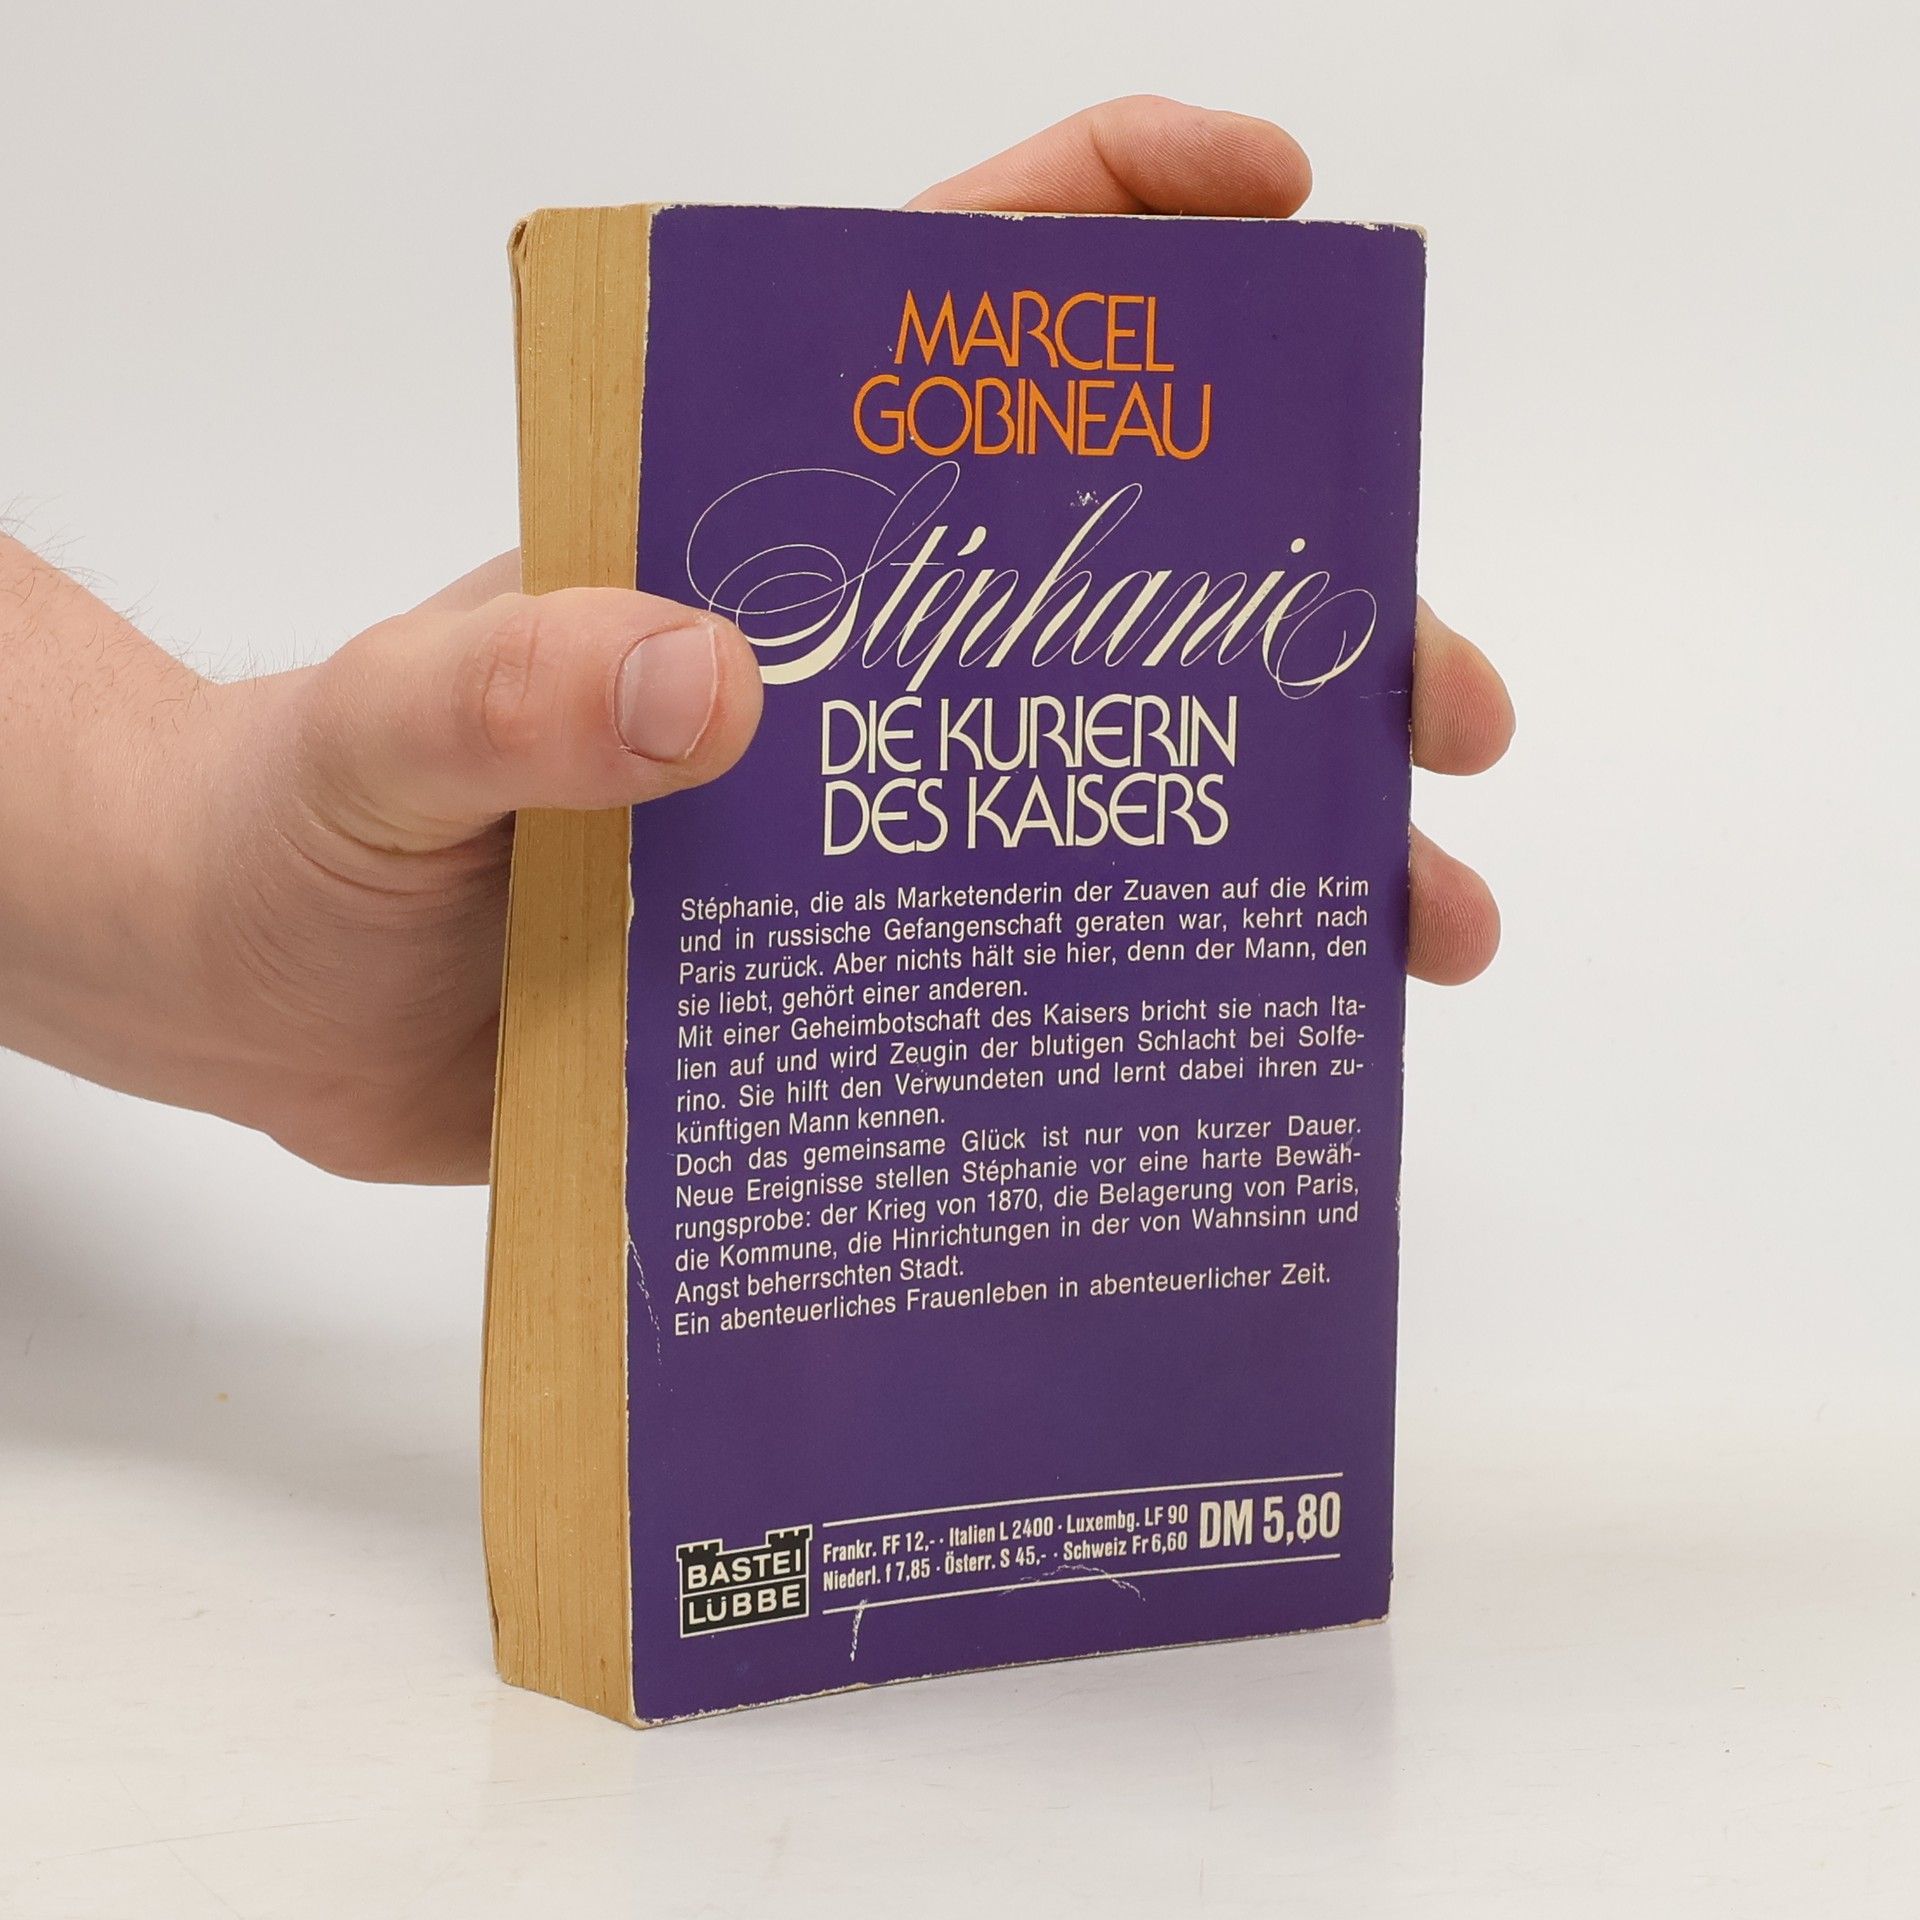 MARCEL
GOBINEAU
Stéphanie
DIE KURIERIN
DES KAISERS
Stéphanie, die als Marketenderin der Zuaven auf die Krim
und in russische Gefangenschaft geraten war, kehrt nach
Paris zurück. Aber nichts hält sie hier, denn der Mann, den
sie liebt, gehört einer anderen.
Mit einer Geheimbotschaft des Kaisers bricht sie nach Ita-
lien auf und wird Zeugin der blutigen Schlacht bei Solfe-
rino. Sie hilft den Verwundeten und lernt dabei ihren zu-
künftigen Mann kennen.
Doch das gemeinsame Glück ist nur von kurzer Dauer.
Neue Ereignisse stellen Stéphanie vor eine harte Bewäh-
rungsprobe: der Krieg von 1870, die Belagerung von Paris,
die Kommune, die Hinrichtungen in der von Wahnsinn und
Angst beherrschten Stadt.
Ein abenteuerliches Frauenleben in abenteuerlicher Zeit.
BASTEI
LÜBBE
Frankr. FF 12,- · Italien L 2400 · Luxembg. LF 90
Niederl. f 7,85 · Österr. S 45,- · Schweiz Fr 6,60
DM 5,80